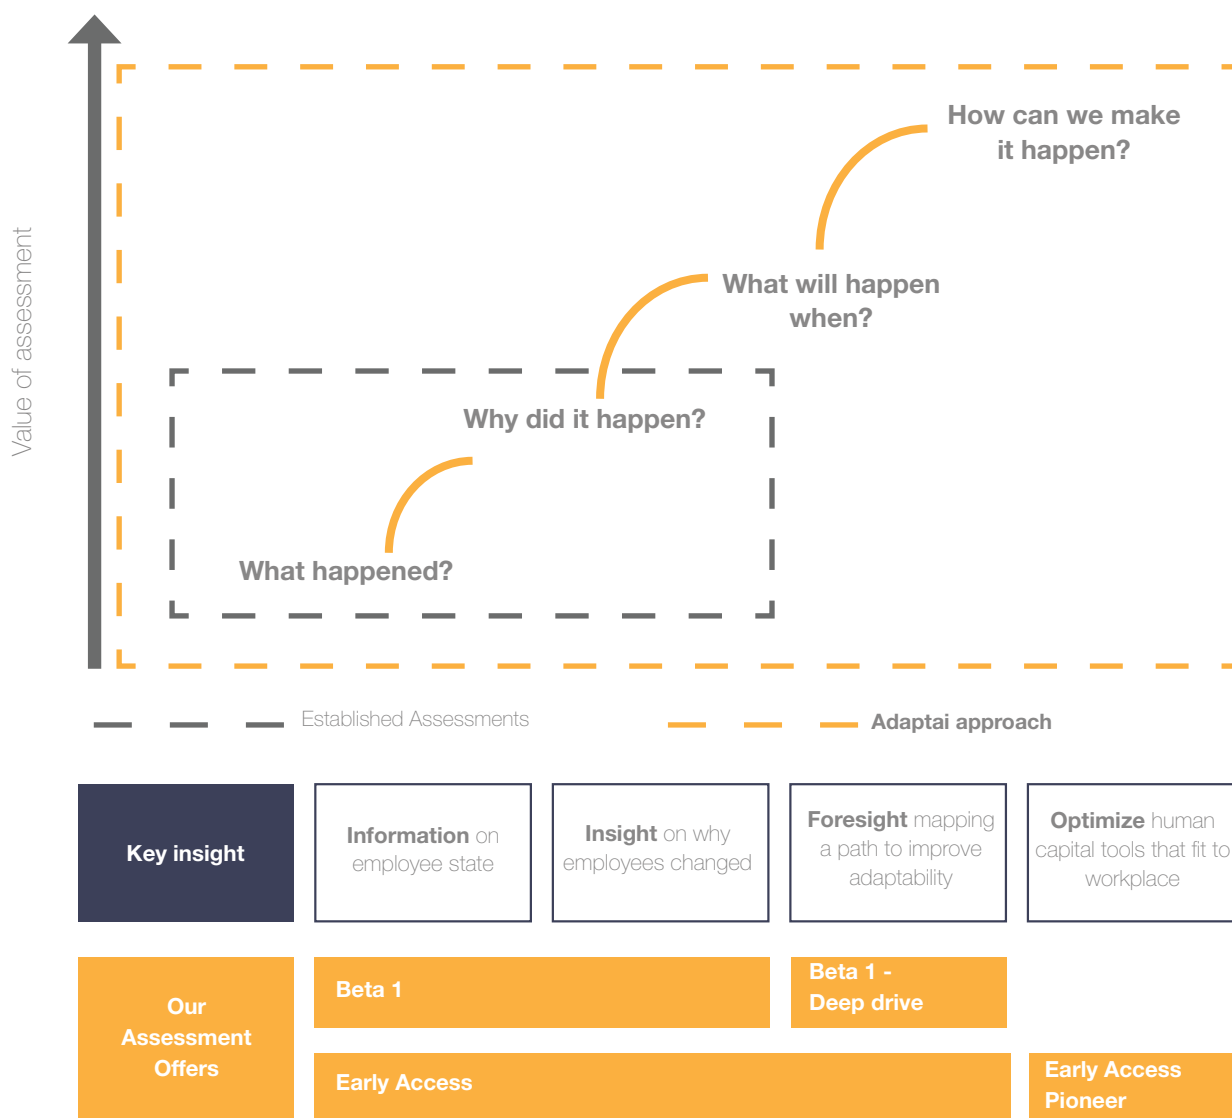 How can we make
it happen?
Value of assessment
What will happen
when?
Why did it happen?
What happened?
Established Assessments
Adaptai approach
Key insight
Information on
employee state
Insight on why
employees changed
Foresight mapping
a path to improve
adaptability
Optimize human
capital tools that fit to
workplace
Our
Assessment
Offers
Beta 1
Beta 1 -
Deep drive
Early Access
Early Access
Pioneer